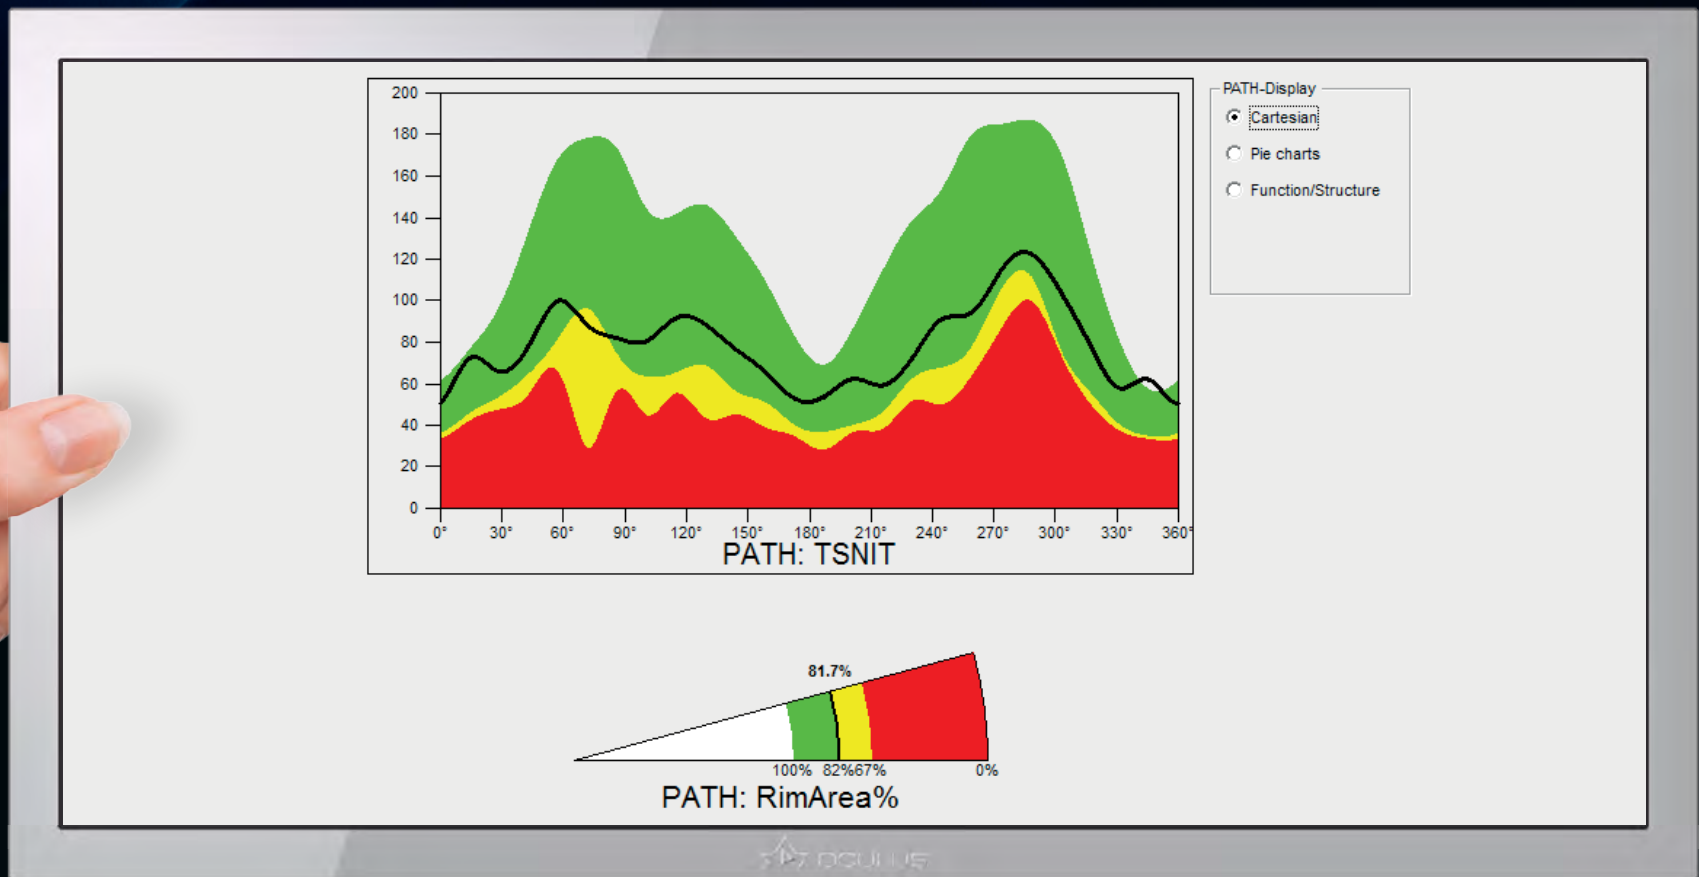 200
180
160
140
120
100
80
60
40
20
0
0° 30° 60° 90° 120° 150° 180° 210° 240° 270° 300° 330° 360°
PATH: TSNIT
PATH-Display
Cartesian
Pie charts
Function/Structure
81.7%
100% 82% 67% 0%
PATH: RimArea%
OCULUS